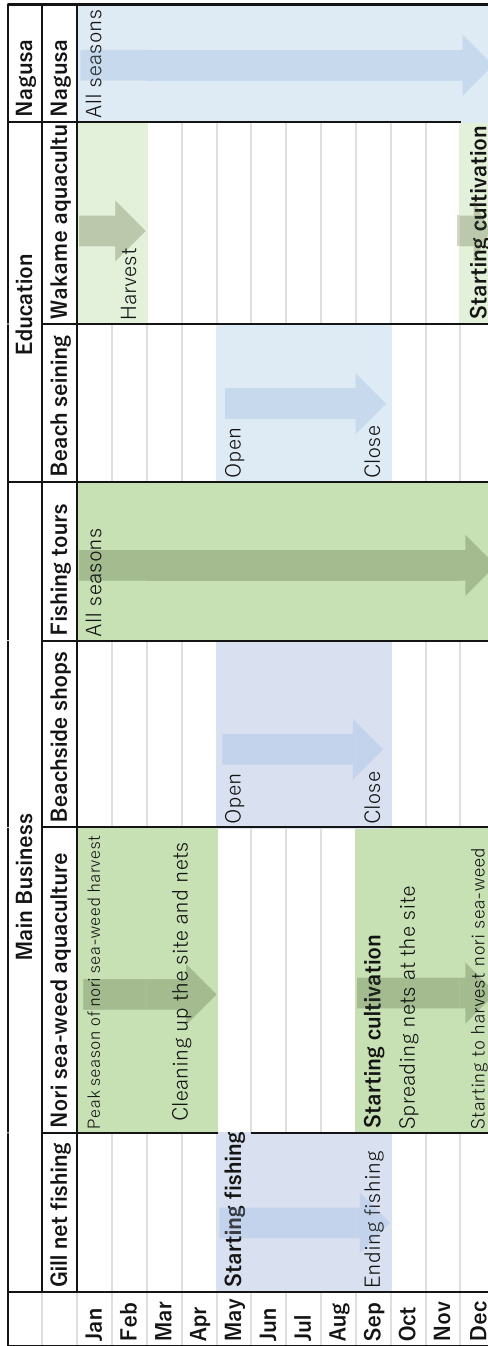 Main Business
Education
Nagusa
Gill net fishing
Nori sea-weed aquaculture
Beachside shops
Fishing tours
Beach seining
Wakame aquacultu
Nagusa
Jan
Peak season of nori sea-weed harvest
All seasons
All seasons
Feb
Harvest
Mar
Apr
Cleaning up the site and nets
May
Starting fishing
Open
Open
Jun
Jul
Aug
Sep
Ending fishing
Starting cultivation
Close
Close
Oct
Spreading nets at the site
Nov
Dec
Starting to harvest nori sea-weed
Starting cultivation